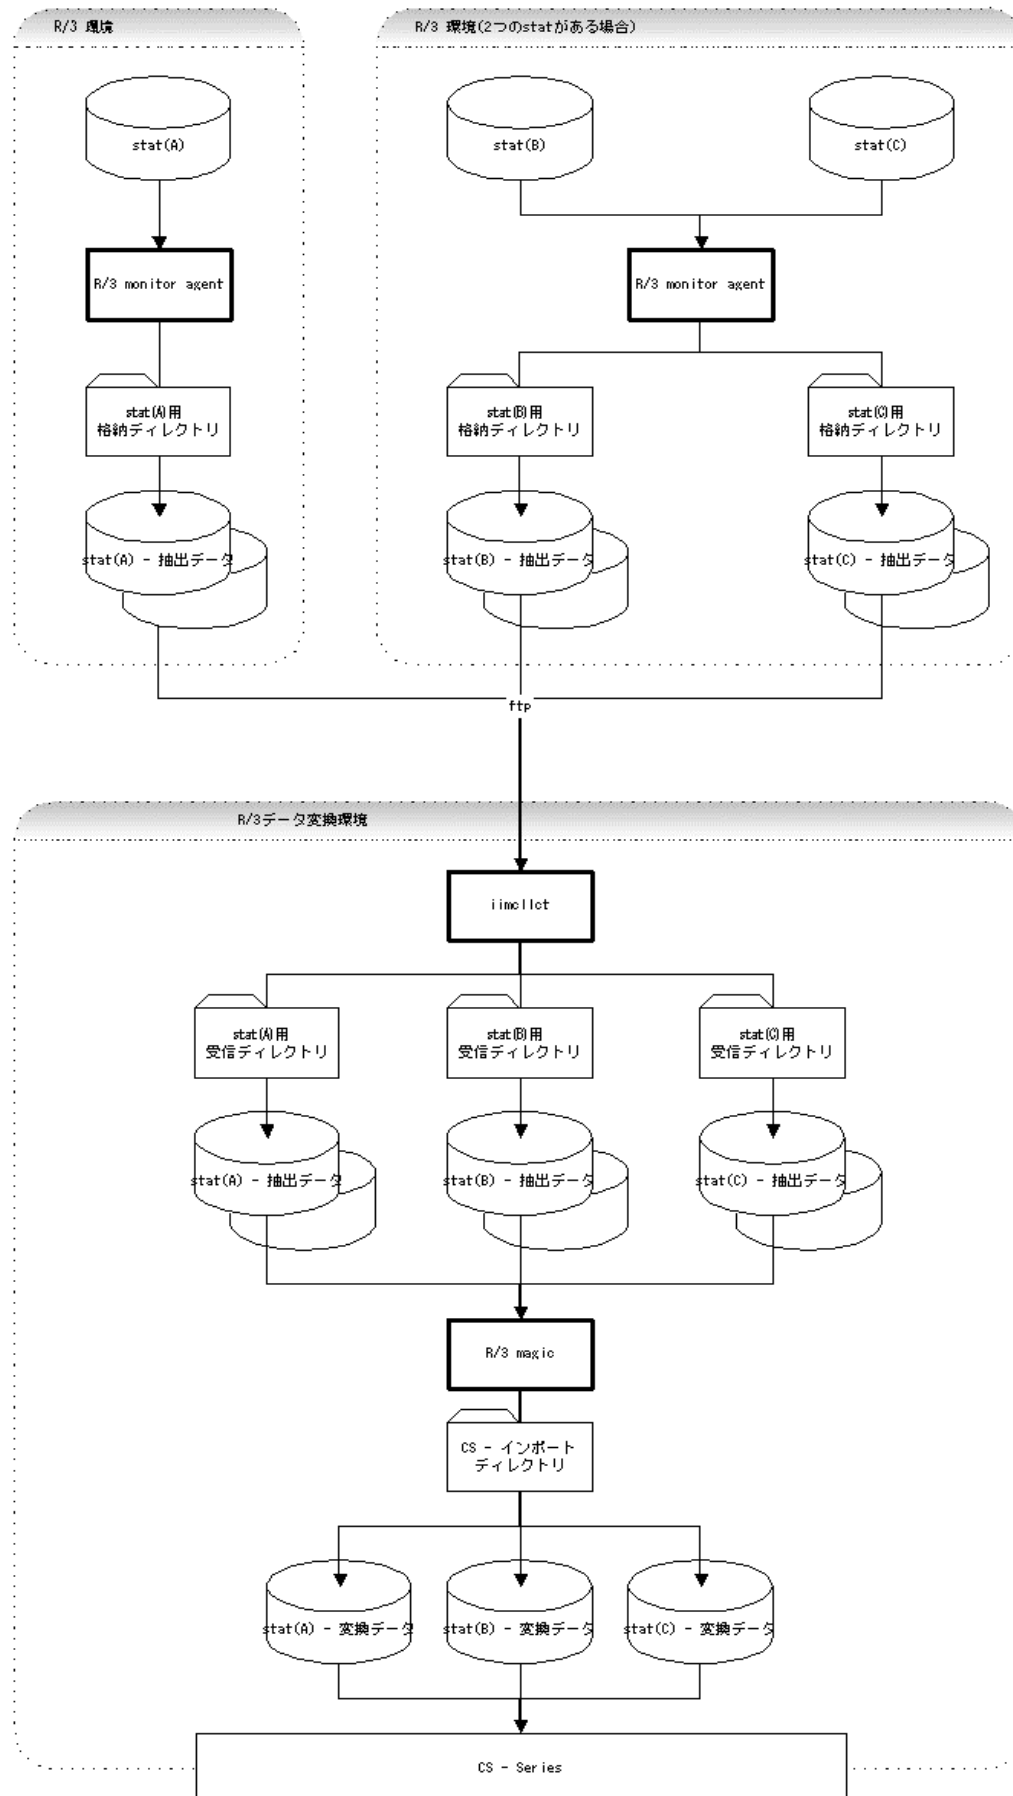 R/3 環境
R/3 環境(2つのstatがある場合)
stat(A)
stat(B)
stat(C)
R/3 monitor agent
R/3 monitor agent
stat(A)用
格納ディレクトリ
stat(B)用
格納ディレクトリ
stat(C)用
格納ディレクトリ
stat(A) - 抽出データ
stat(B) - 抽出データ
stat(C) - 抽出データ
ftp
R/3データ変換環境
iimcllct
stat(A)用
受信ディレクトリ
stat(B)用
受信ディレクトリ
stat(C)用
受信ディレクトリ
stat(A) - 抽出データ
stat(B) - 抽出データ
stat(C) - 抽出データ
R/3 magic
CS - インポート
ディレクトリ
stat(A) - 変換データ
stat(B) - 変換データ
stat(C) - 変換データ
CS - Series